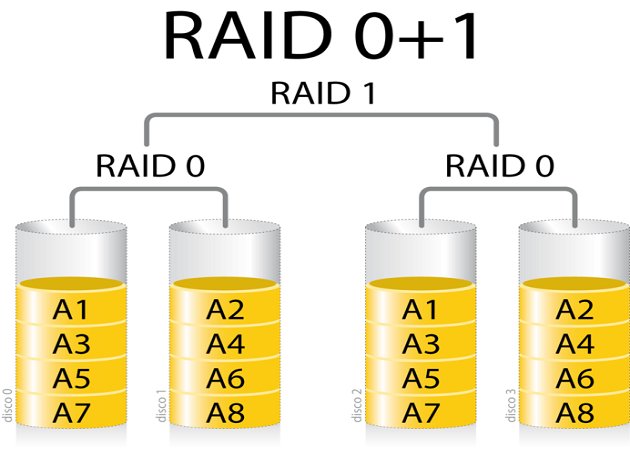 RAID 0+1
RAID 1
RAID 0
RAID 0
A1
A3
A5
A7
disco 0
A2
A4
A6
A8
disco 1
A1
A3
A5
A7
disco 2
A2
A4
A6
A8
disco 3